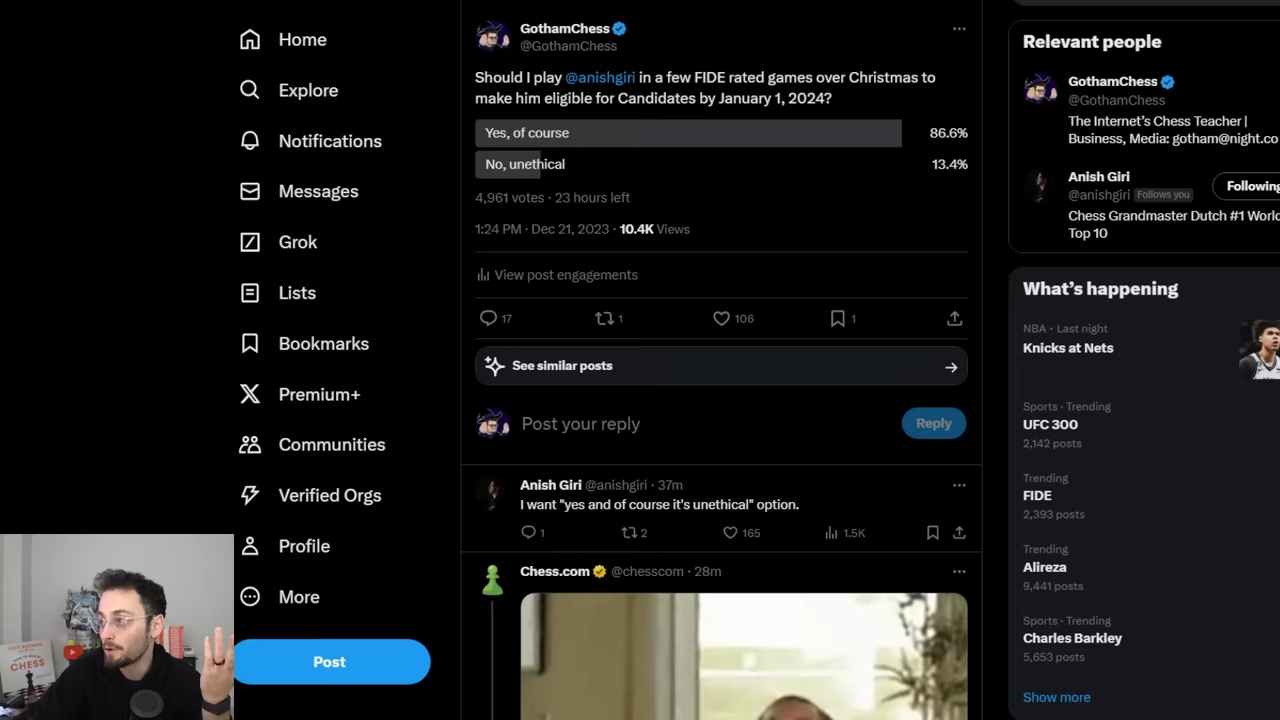 Home
Explore
Notifications
Messages
Grok
Lists
Bookmarks
Premium+
Communities
Verified Orgs
Profile
More
Post
GothamChess
@GothamChess
Should I play @anishgiri in a few FIDE rated games over Christmas to
make him eligible for Candidates by January 1, 2024?
Yes, of course 86.6%
No, unethical 13.4%
4,961 votes · 23 hours left
1:24 PM · Dec 21, 2023 · 10.4K Views
View post engagements
17 1 106 1
See similar posts
Post your reply Reply
Anish Giri @anishgiri · 37m
I want "yes and of course it's unethical" option.
1 2 165 1.5K
Chess.com @chesscom · 28m
Relevant people
GothamChess
@GothamChess
The Internet's Chess Teacher |
Business, Media: gotham@night.co
Anish Giri
@anishgiri Follows you
Following
Chess Grandmaster Dutch #1 World
Top 10
What's happening
NBA · Last night
Knicks at Nets
Sports · Trending
UFC 300
2,142 posts
Trending
FIDE
2,393 posts
Trending
Alireza
9,441 posts
Sports · Trending
Charles Barkley
5,653 posts
Show more
CHESS